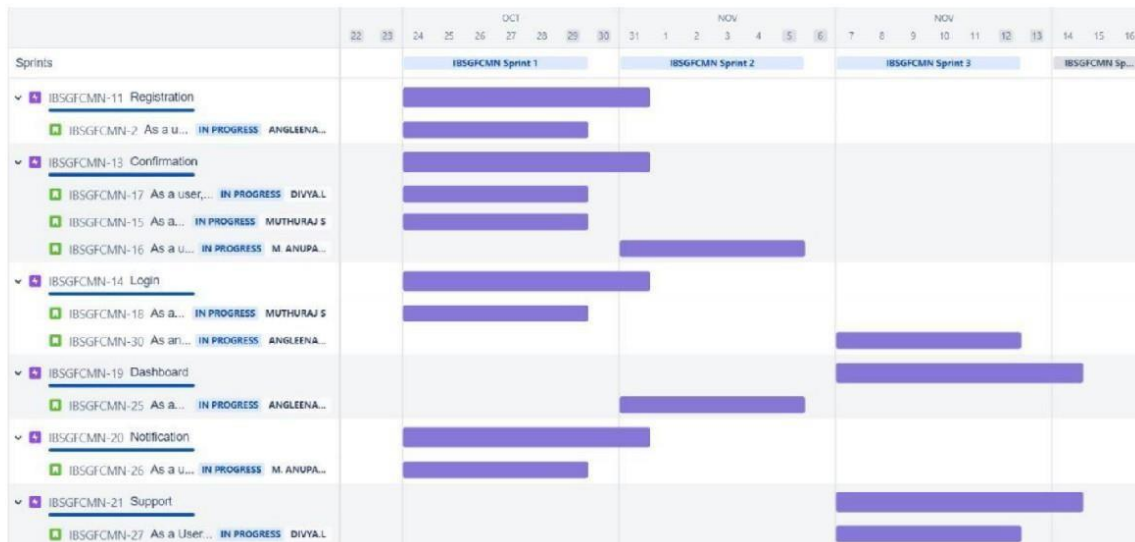 OCT NOV NOV
22 23 24 25 26 27 28 29 30 31 1 2 3 4 5 6 7 8 9 10 11 12 13 14 15 16
Sprints IBSGFCMN Sprint 1 IBSGFCMN Sprint 2 IBSGFCMN Sprint 3 IBSGFCMN Sp...
IBSGFCMN-11 Registration
IBSGFCMN-2 As a u... IN PROGRESS ANGLEENA...
IBSGFCMN-13 Confirmation
IBSGFCMN-17 As a user,... IN PROGRESS DIVYA.L
IBSGFCMN-15 As a... IN PROGRESS MUTHURAJ S
IBSGFCMN-16 As a u... IN PROGRESS M. ANUPA...
IBSGFCMN-14 Login
IBSGFCMN-18 As a... IN PROGRESS MUTHURAJ S
IBSGFCMN-30 As an... IN PROGRESS ANGLEENA...
IBSGFCMN-19 Dashboard
IBSGFCMN-25 As a... IN PROGRESS ANGLEENA...
IBSGFCMN-20 Notification
IBSGFCMN-26 As a u... IN PROGRESS M. ANUPA...
IBSGFCMN-21 Support
IBSGFCMN-27 As a User... IN PROGRESS DIVYA.L